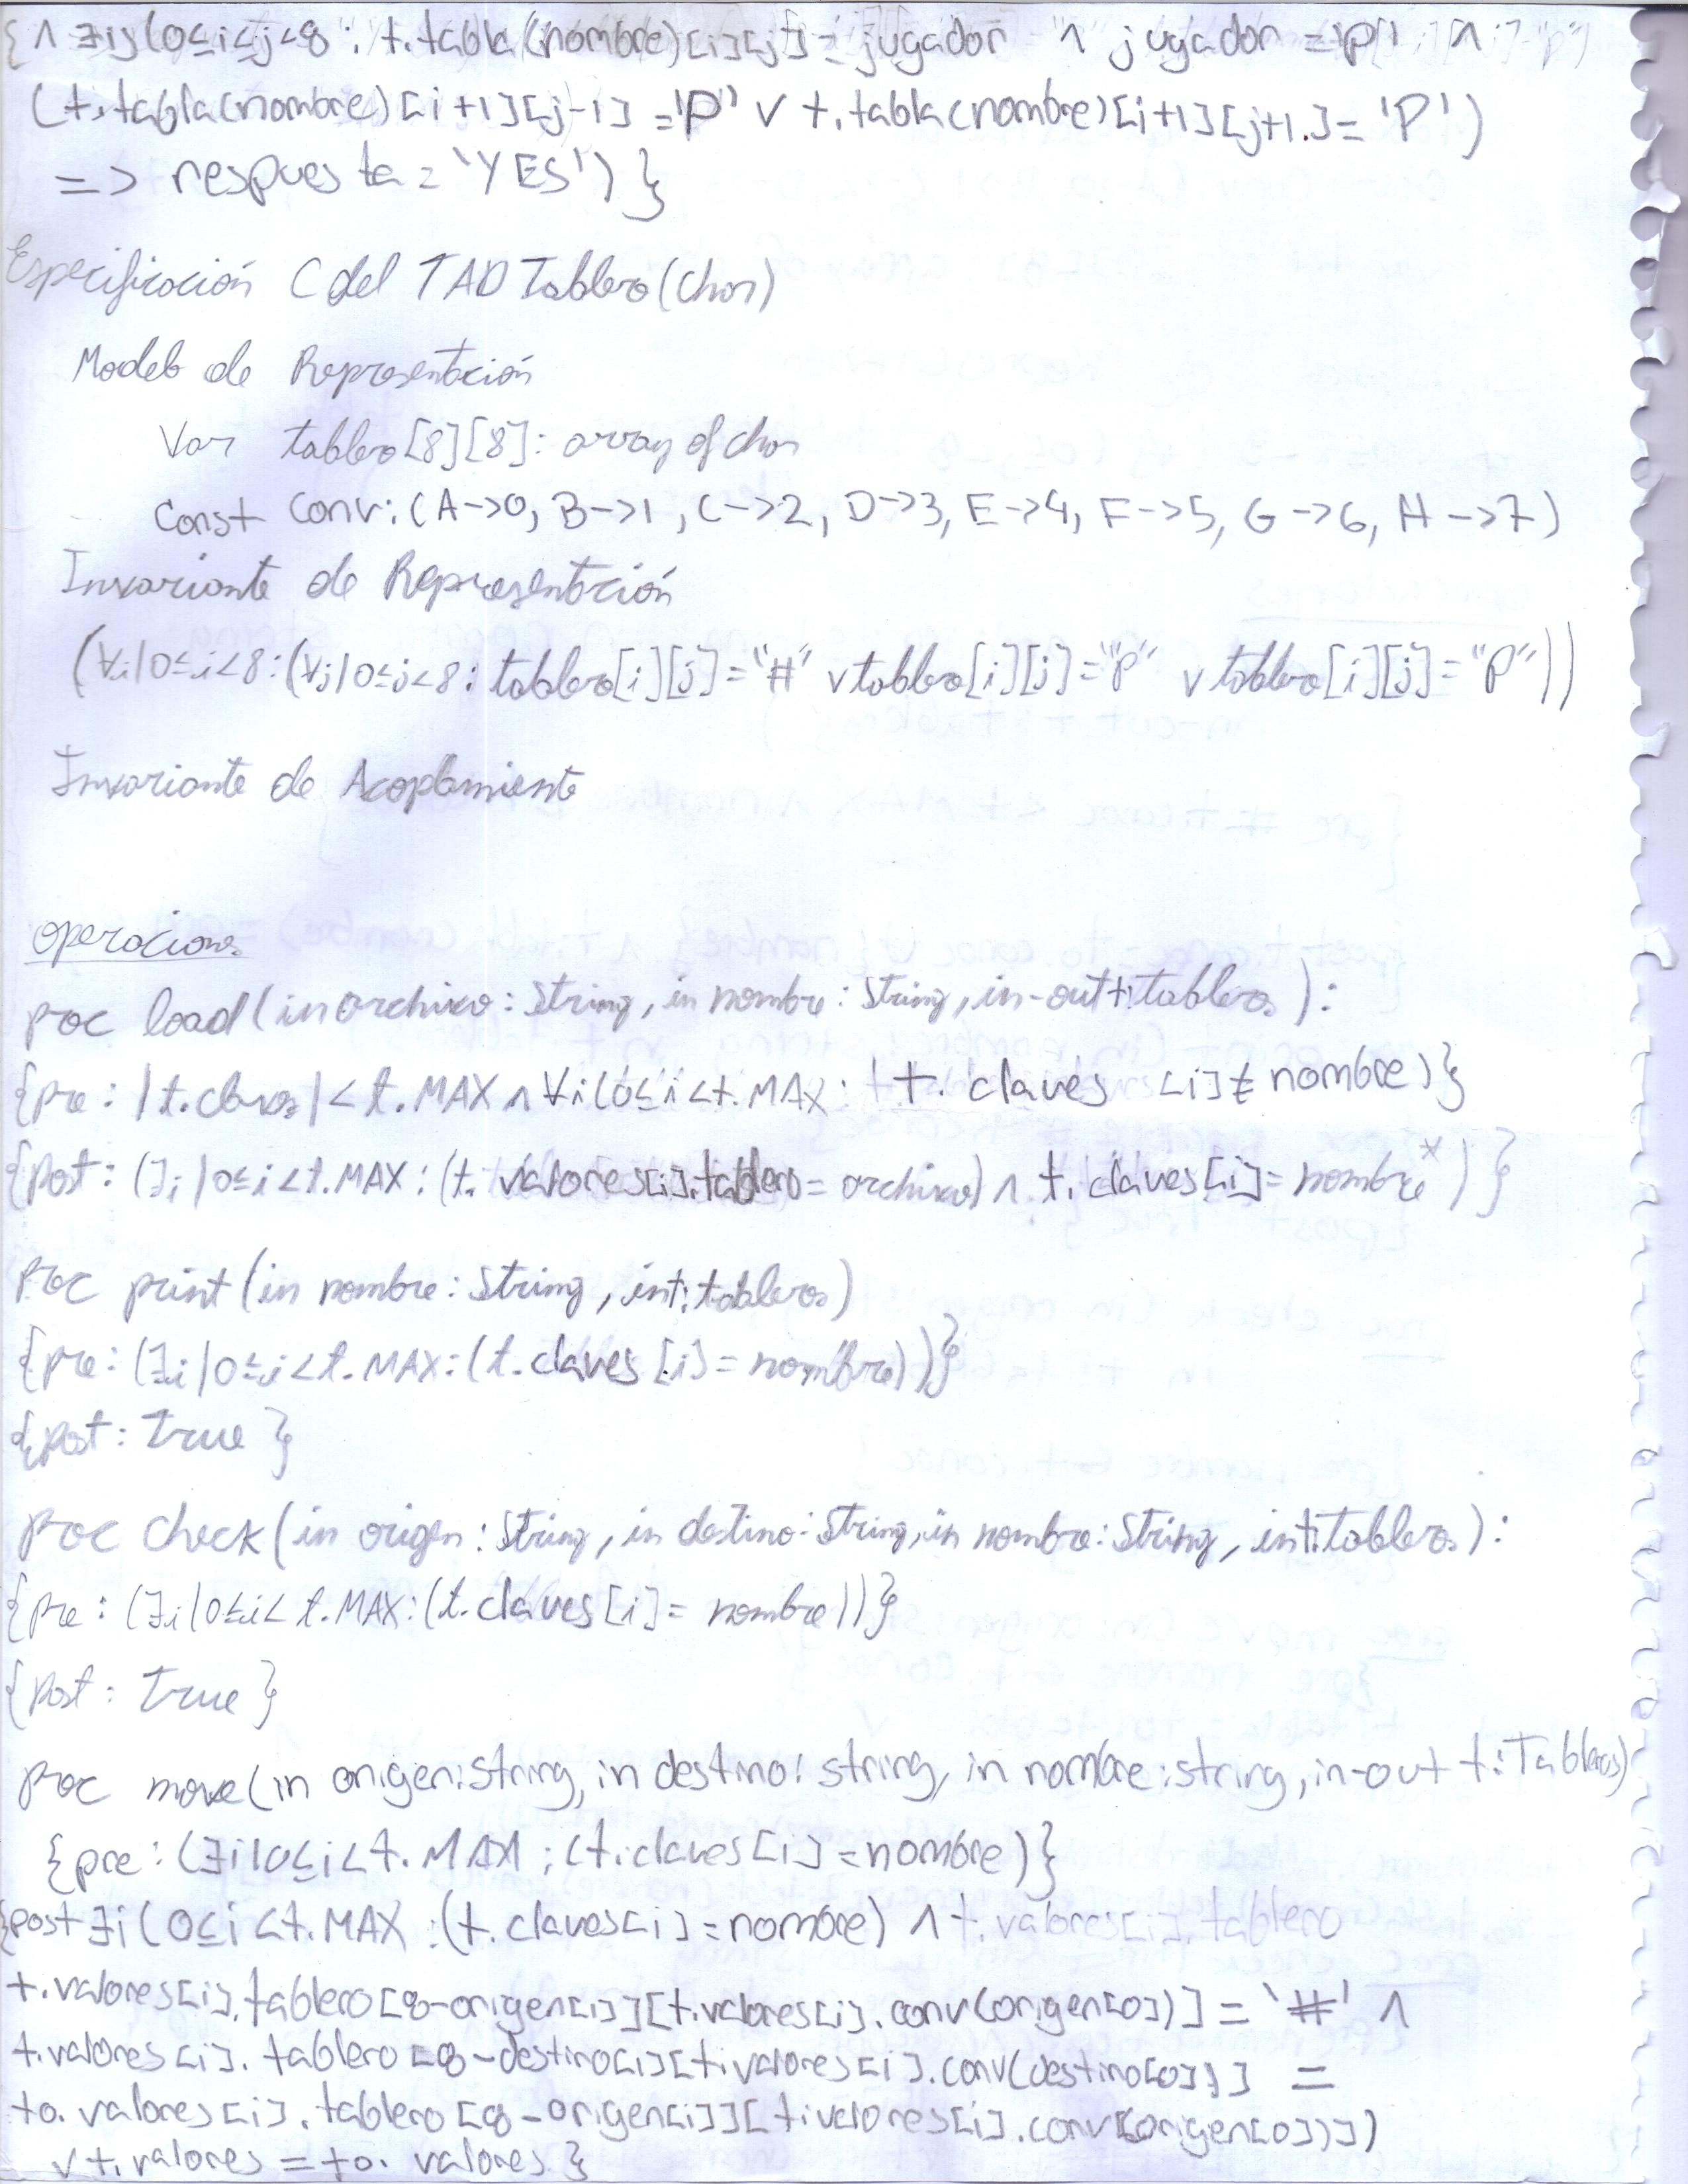 {∧ ∃ij(0≤i<j<8 : t.tabla(nombre)[i][j] = jugador ∧ jugador = 'P' ∧
(t.tabla(nombre)[i+1][j-1] = 'P' ∨ t.tabla(nombre)[i+1][j+1] = 'P')
=> respuesta = 'YES')}
Especificación C del TAD Tablero(char)
Modelo de Representación
Var tablero[8][8]: array of char
Const Conv: (A->0, B->1, C->2, D->3, E->4, F->5, G->6, H->7)
Invariante de Representación
(∀i|0≤i<8:(∀j|0≤j<8: tablero[i][j]="#" ∨ tablero[i][j]="p" ∨ tablero[i][j]="P"))
Invariante de Acoplamiento
operaciones
proc load(in archivo: String, in nombre: String, in-out t:tableros):
{pre: |t.claves| < t.MAX ∧ ∀i(0≤i<t.MAX: t.claves[i]≠nombre)}
{Post: (∃i|0≤i<t.MAX:(t.valores[i].tablero = archivo) ∧ t.claves[i]=nombre*)}
Proc print(in nombre: String, in t:tableros)
{pre: (∃i|0≤i<t.MAX:(t.claves[i]=nombre))}
{Post: True}
Proc check(in origen: String, in destino: String, in nombre: String, in t:tableros):
{Pre: (∃i|0≤i<t.MAX:(t.claves[i]=nombre))}
{Post: True}
Proc move(in origen:string, in destino: string, in nombre:string, in-out t:Tableros)
{pre: (∃i|0≤i<t.MAX:(t.claves[i]=nombre)}
{post ∃i(0≤i<t.MAX:(t.claves[i]=nombre) ∧ t.valores[i].tablero
t.valores[i].tablero[8-origen[1]][t.valores[i].conv(origen[0])] = '#' ∧
t.valores[i].tablero[8-destino[1]][t.valores[i].conv(destino[0])] =
to.valores[i].tablero[8-origen[1]][t.valores[i].conv(origen[0])])
∨ t.valores = to.valores}